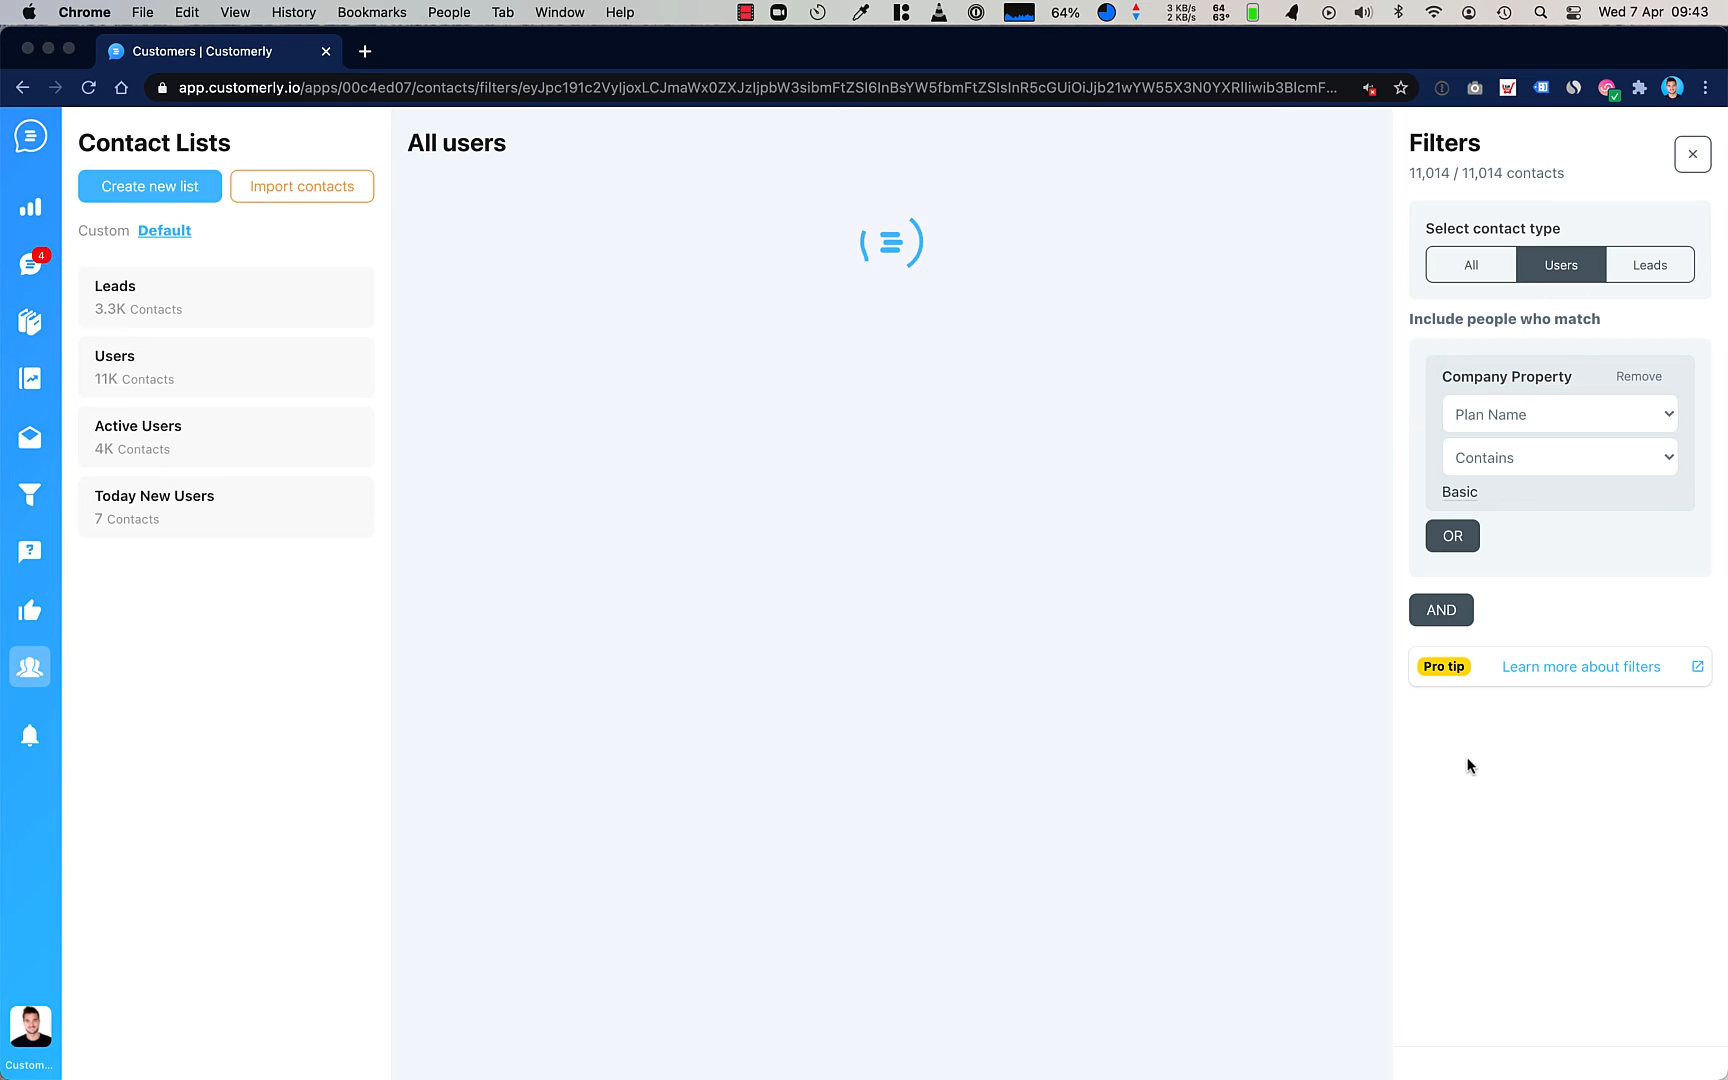 Chrome File Edit View History Bookmarks People Tab Window Help 64% 3 KB/s 2 KB/s 64 63° Wed 7 Apr 09:43
Customers | Customerly
app.customerly.io/apps/00c4ed07/contacts/filters/
Contact Lists
Create new list
Import contacts
Custom Default
Leads
3.3K Contacts
Users
11K Contacts
Active Users
4K Contacts
Today New Users
7 Contacts
4
Custom...
All users
Filters
11,014 / 11,014 contacts
Select contact type
All Users Leads
Include people who match
Company Property Remove
Plan Name
Contains
Basic
OR
AND
Pro tip Learn more about filters